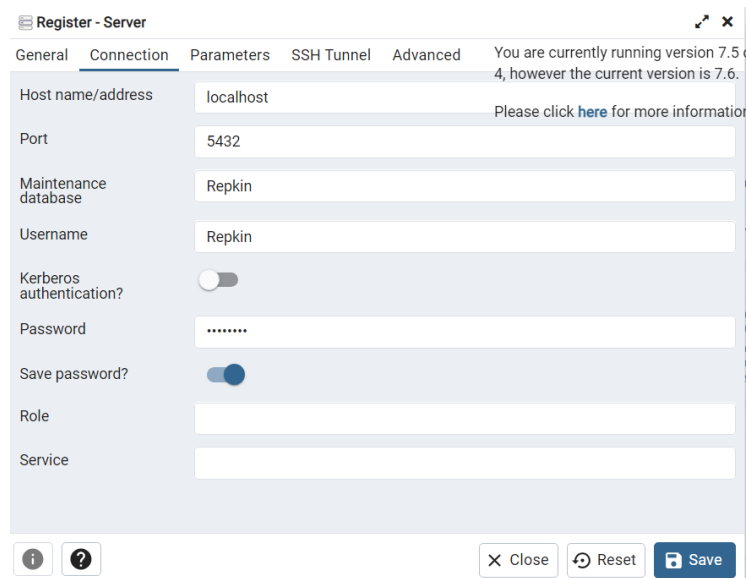 Register - Server
General Connection Parameters SSH Tunnel Advanced
You are currently running version 7.5
4, however the current version is 7.6.
Please click here for more information
Host name/address
localhost
Port
5432
Maintenance
database
Repkin
Username
Repkin
Kerberos
authentication?
Password
••••••••
Save password?
Role
Service
Close Reset Save